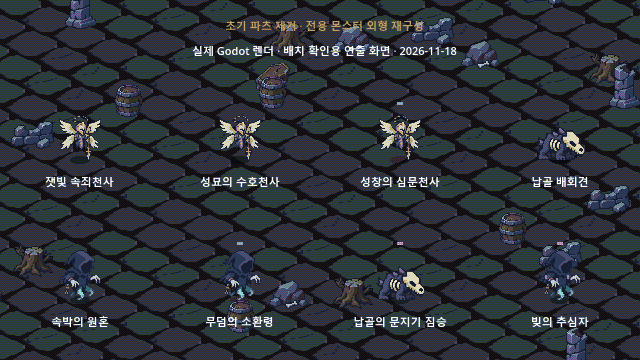 초기 파츠 제거 · 전용 몬스터 외형 재구성
실제 Godot 렌더 · 배치 확인용 연출 화면 · 2026-11-18
잿빛 속죄천사
성묘의 수호천사
성창의 심문천사
납골 배회견
속박의 원혼
무덤의 소환령
납골의 문지기 짐승
빚의 추심자